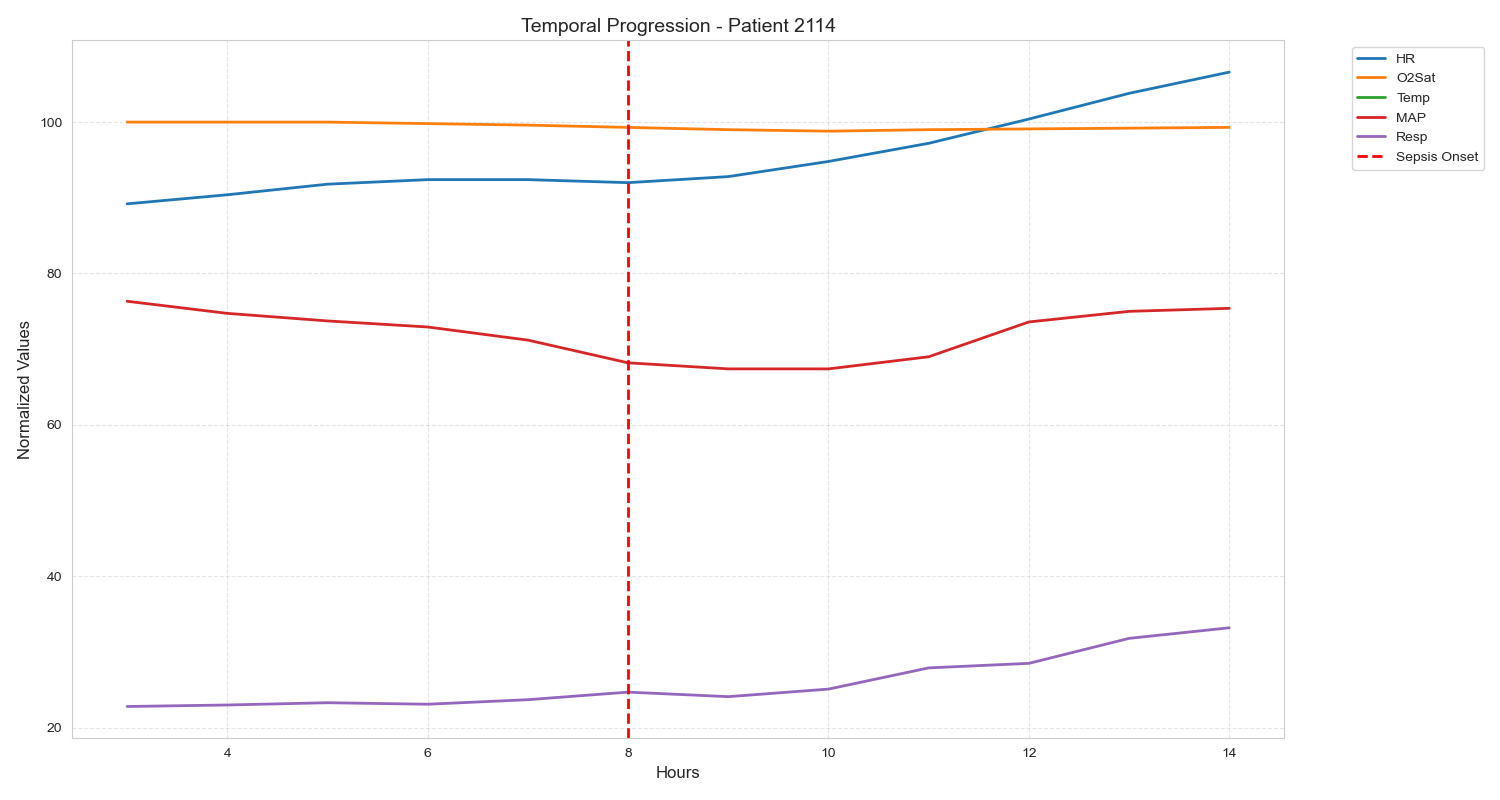 Temporal Progression - Patient 2114
HR
O2Sat
Temp
MAP
Resp
Sepsis Onset
Normalized Values
100
80
60
40
20
4 6 8 10 12 14
Hours